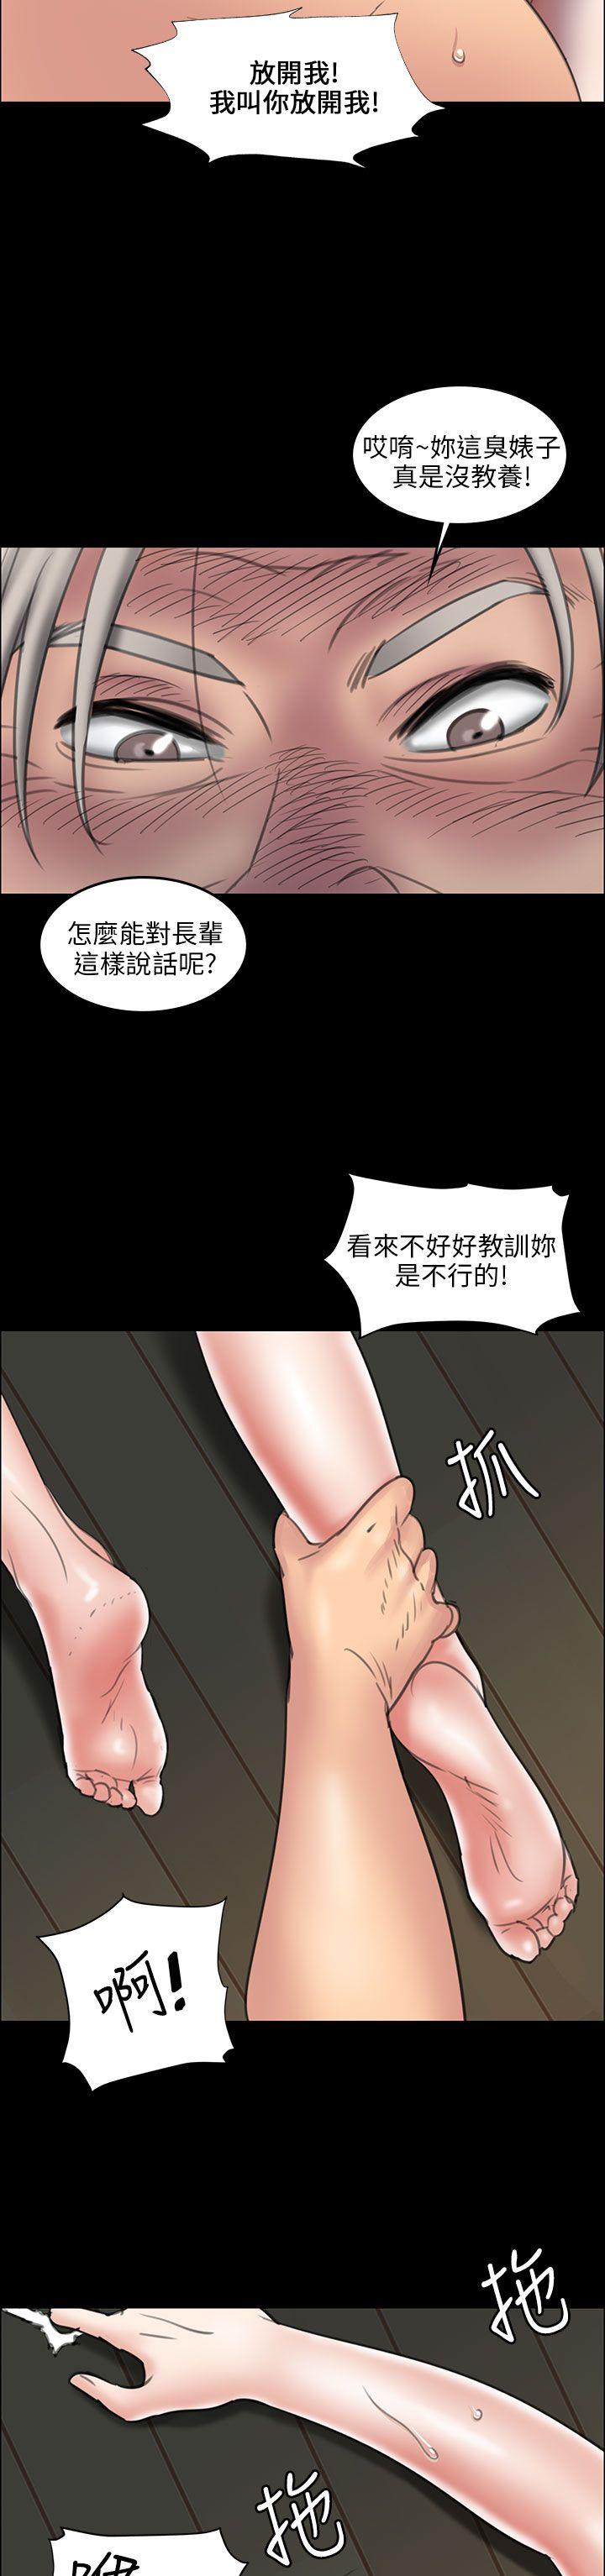 放開我!
我叫你放開我!
哎唷~妳這臭婊子
真是沒教養!
怎麼能對長輩
這樣說話呢?
看來不好好教訓妳
是不行的!
抓
啊!
拖
拖